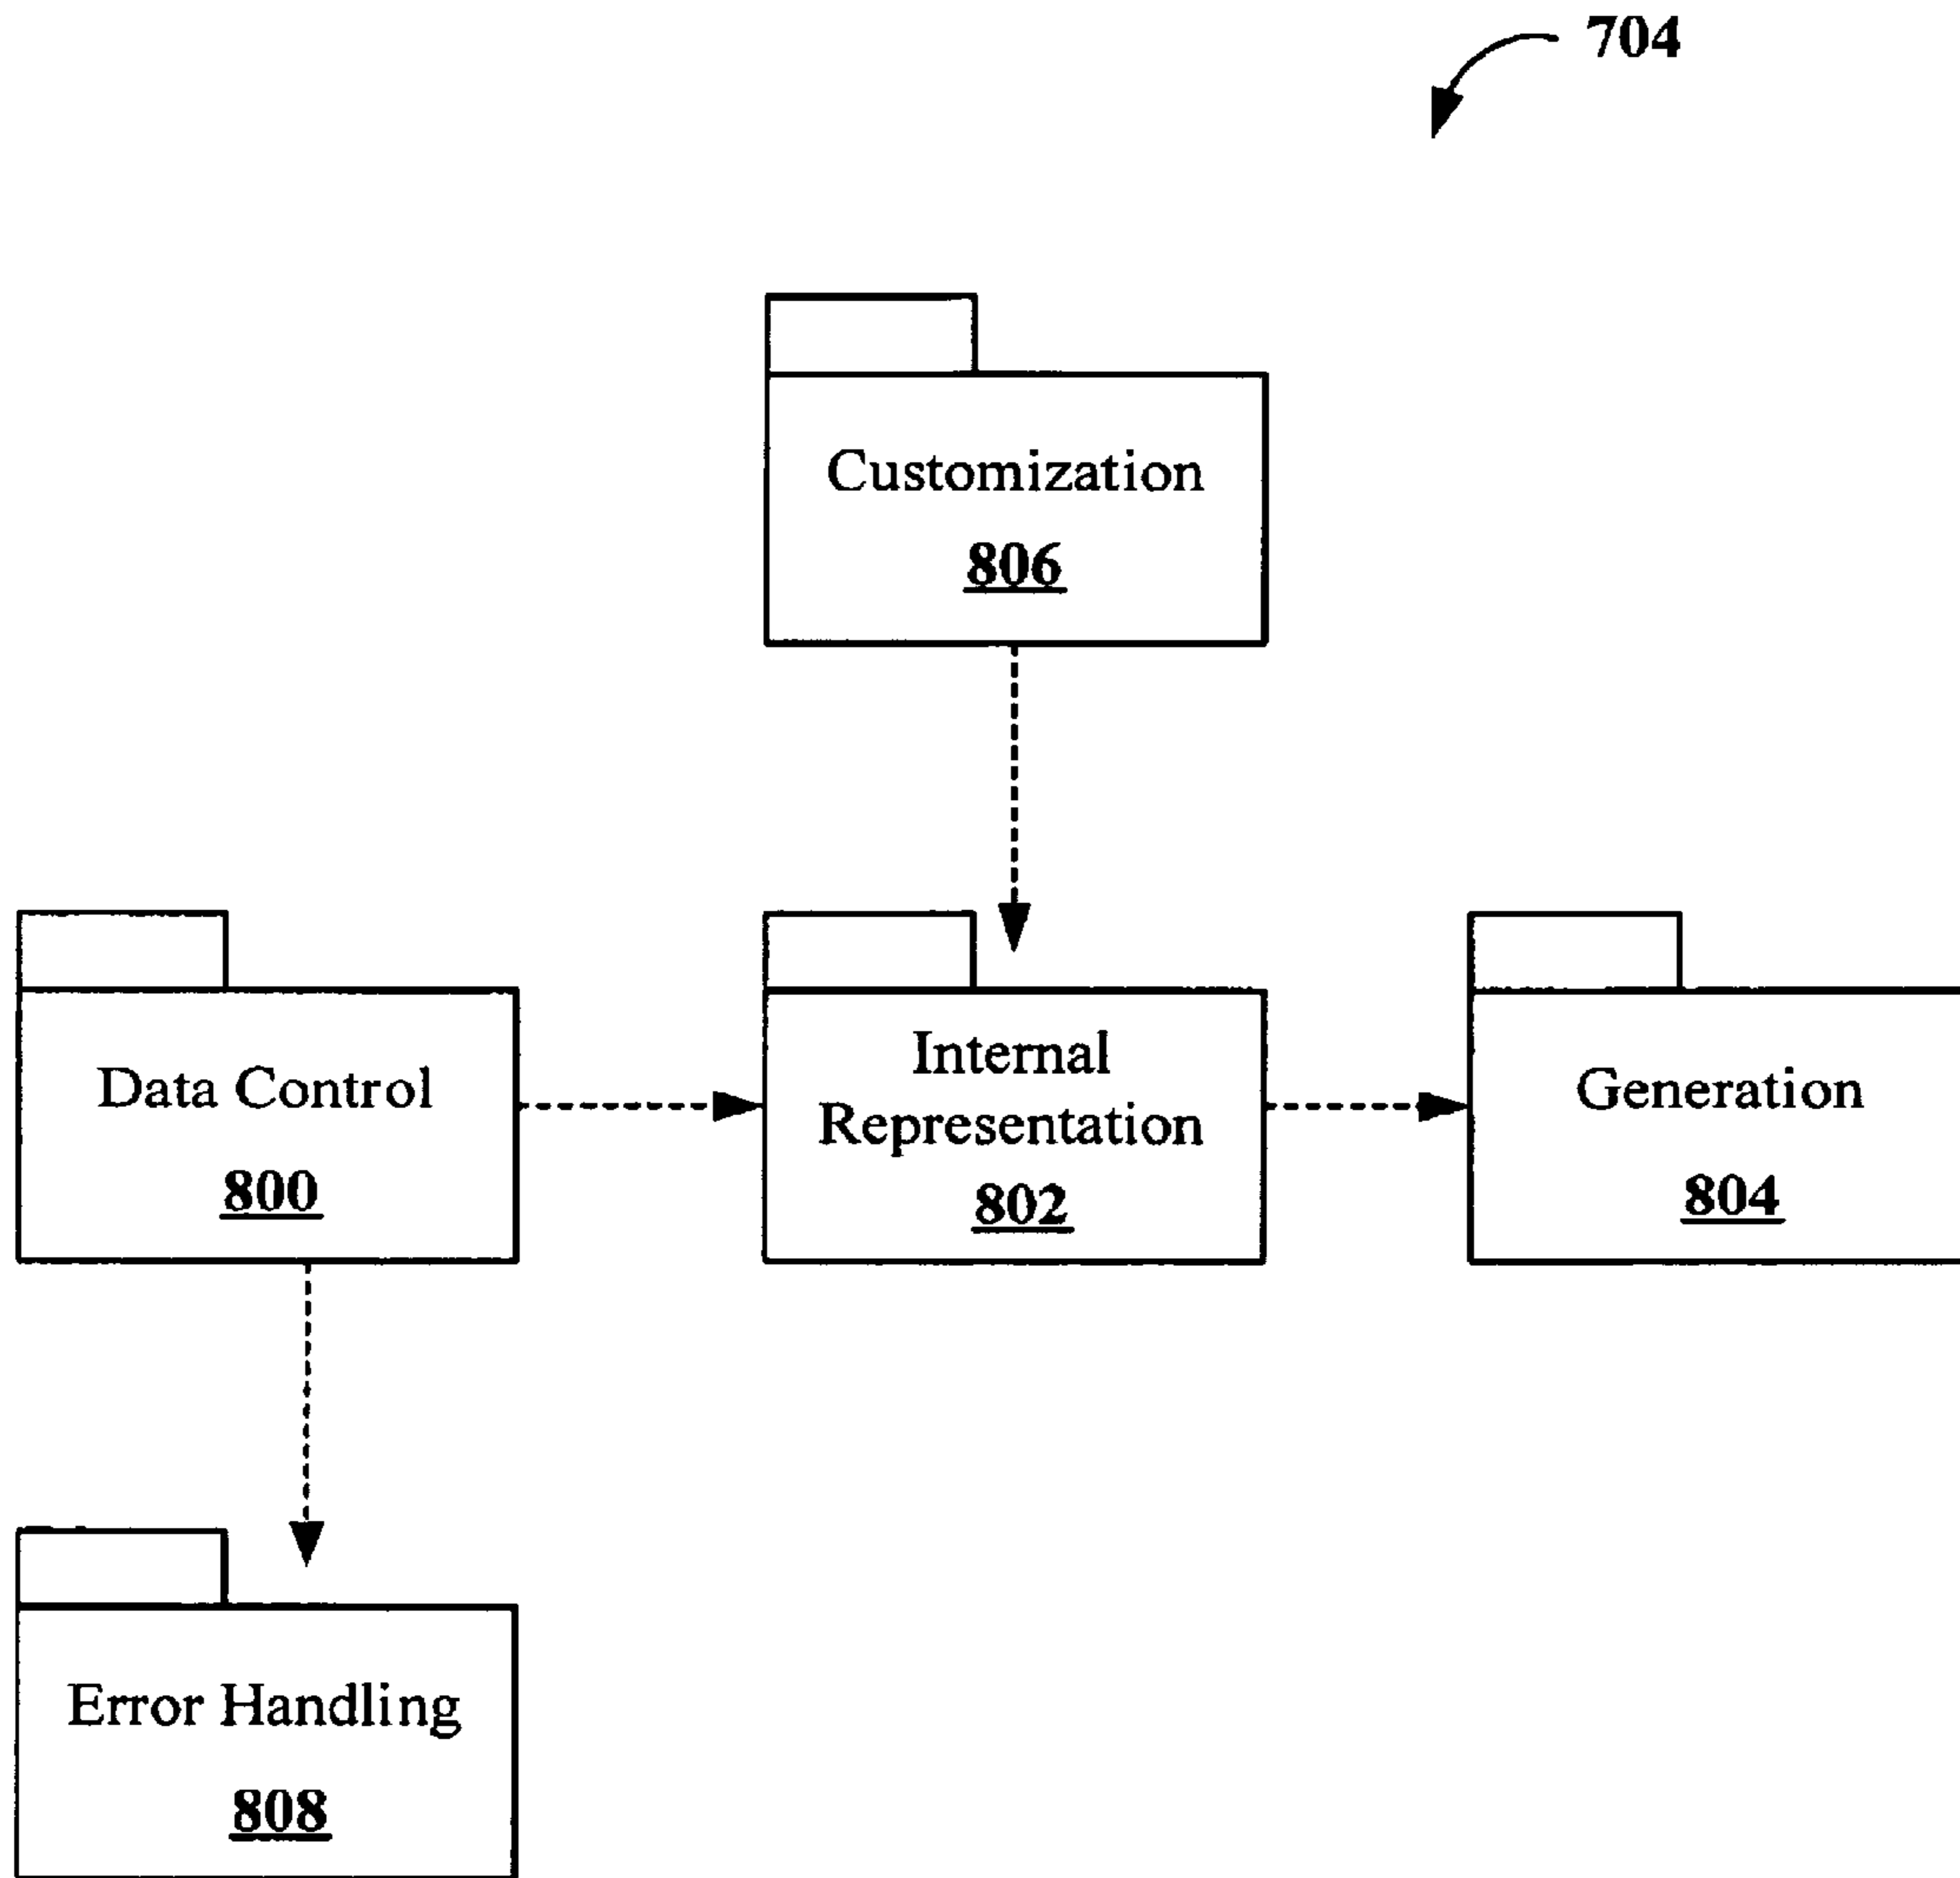 704
Customization
806
Data Control
800
Internal
Representation
802
Generation
804
Error Handling
808